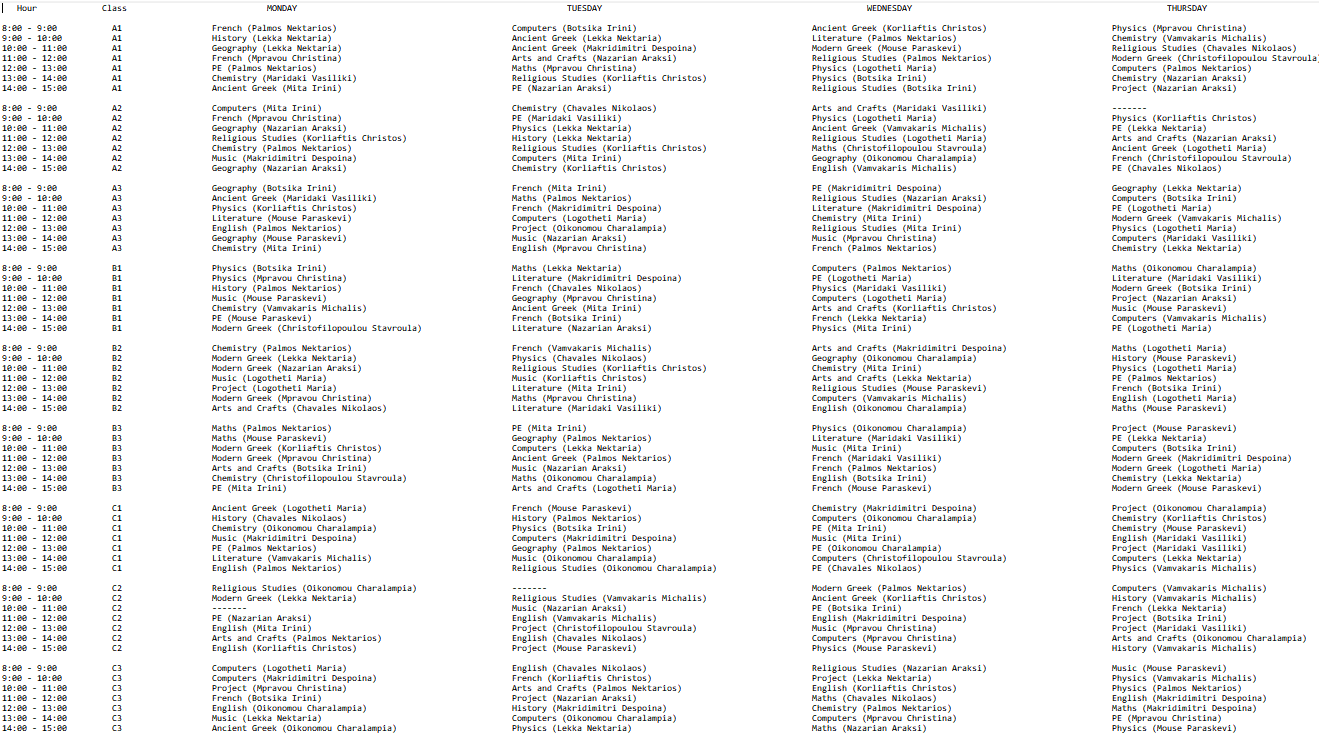 Hour Class MONDAY TUESDAY WEDNESDAY THURSDAY
8:00 - 9:00 A1 French (Palmos Nektarios) Computers (Botsika Irini) Ancient Greek (Korliaftis Christos) Physics (Mpravou Christina)
9:00 - 10:00 A1 History (Lekka Nektaria) Ancient Greek (Lekka Nektaria) Literature (Palmos Nektarios) Chemistry (Vamvakaris Michalis)
10:00 - 11:00 A1 Geography (Lekka Nektaria) Ancient Greek (Makridimitri Despoina) Modern Greek (Mouse Paraskevi) Religious Studies (Chavales Nikolaos)
11:00 - 12:00 A1 French (Mpravou Christina) Arts and Crafts (Nazarian Araksi) Religious Studies (Palmos Nektarios) Modern Greek (Christofilopoulou Stavroula)
12:00 - 13:00 A1 PE (Palmos Nektarios) Maths (Mpravou Christina) Physics (Logotheti Maria) Computers (Palmos Nektarios)
13:00 - 14:00 A1 Chemistry (Maridaki Vasiliki) Religious Studies (Korliaftis Christos) Physics (Botsika Irini) Chemistry (Nazarian Araksi)
14:00 - 15:00 A1 Ancient Greek (Mita Irini) PE (Nazarian Araksi) Religious Studies (Botsika Irini) Project (Nazarian Araksi)
8:00 - 9:00 A2 Computers (Mita Irini) Chemistry (Chavales Nikolaos) Arts and Crafts (Maridaki Vasiliki) -------
9:00 - 10:00 A2 French (Mpravou Christina) PE (Maridaki Vasiliki) Physics (Logotheti Maria) Physics (Korliaftis Christos)
10:00 - 11:00 A2 Geography (Nazarian Araksi) Physics (Lekka Nektaria) Ancient Greek (Vamvakaris Michalis) PE (Lekka Nektaria)
11:00 - 12:00 A2 Religious Studies (Korliaftis Christos) History (Lekka Nektaria) Religious Studies (Logotheti Maria) Arts and Crafts (Nazarian Araksi)
12:00 - 13:00 A2 Chemistry (Palmos Nektarios) Religious Studies (Korliaftis Christos) Maths (Christofilopoulou Stavroula) Ancient Greek (Logotheti Maria)
13:00 - 14:00 A2 Music (Makridimitri Despoina) Computers (Mita Irini) Geography (Oikonomou Charalampia) French (Christofilopoulou Stavroula)
14:00 - 15:00 A2 Geography (Nazarian Araksi) Chemistry (Korliaftis Christos) English (Vamvakaris Michalis) PE (Chavales Nikolaos)
8:00 - 9:00 A3 Geography (Botsika Irini) French (Mita Irini) PE (Makridimitri Despoina) Geography (Lekka Nektaria)
9:00 - 10:00 A3 Ancient Greek (Maridaki Vasiliki) Maths (Palmos Nektarios) Religious Studies (Nazarian Araksi) Computers (Botsika Irini)
10:00 - 11:00 A3 Physics (Korliaftis Christos) French (Makridimitri Despoina) Literature (Makridimitri Despoina) PE (Logotheti Maria)
11:00 - 12:00 A3 Literature (Mouse Paraskevi) Computers (Logotheti Maria) Chemistry (Mita Irini) Modern Greek (Vamvakaris Michalis)
12:00 - 13:00 A3 English (Palmos Nektarios) Project (Oikonomou Charalampia) Religious Studies (Mita Irini) Physics (Logotheti Maria)
13:00 - 14:00 A3 Geography (Mouse Paraskevi) Music (Nazarian Araksi) Music (Mpravou Christina) Computers (Maridaki Vasiliki)
14:00 - 15:00 A3 Chemistry (Mita Irini) English (Mpravou Christina) French (Palmos Nektarios) Chemistry (Lekka Nektaria)
8:00 - 9:00 B1 Physics (Botsika Irini) Maths (Lekka Nektaria) Computers (Palmos Nektarios) Maths (Oikonomou Charalampia)
9:00 - 10:00 B1 Physics (Mpravou Christina) Literature (Makridimitri Despoina) PE (Logotheti Maria) Literature (Maridaki Vasiliki)
10:00 - 11:00 B1 History (Palmos Nektarios) French (Chavales Nikolaos) Physics (Maridaki Vasiliki) Modern Greek (Botsika Irini)
11:00 - 12:00 B1 Music (Mouse Paraskevi) Geography (Mpravou Christina) Computers (Logotheti Maria) Project (Nazarian Araksi)
12:00 - 13:00 B1 Chemistry (Vamvakaris Michalis) Ancient Greek (Mita Irini) Arts and Crafts (Korliaftis Christos) Music (Mouse Paraskevi)
13:00 - 14:00 B1 PE (Mouse Paraskevi) French (Botsika Irini) French (Lekka Nektaria) Computers (Vamvakaris Michalis)
14:00 - 15:00 B1 Modern Greek (Christofilopoulou Stavroula) Literature (Nazarian Araksi) Physics (Mita Irini) PE (Logotheti Maria)
8:00 - 9:00 B2 Chemistry (Palmos Nektarios) French (Vamvakaris Michalis) Arts and Crafts (Makridimitri Despoina) Maths (Logotheti Maria)
9:00 - 10:00 B2 Modern Greek (Lekka Nektaria) Physics (Chavales Nikolaos) Geography (Oikonomou Charalampia) History (Mouse Paraskevi)
10:00 - 11:00 B2 Modern Greek (Nazarian Araksi) Religious Studies (Korliaftis Christos) Chemistry (Mita Irini) Physics (Logotheti Maria)
11:00 - 12:00 B2 Music (Logotheti Maria) Music (Korliaftis Christos) Arts and Crafts (Lekka Nektaria) PE (Palmos Nektarios)
12:00 - 13:00 B2 Project (Logotheti Maria) Literature (Mita Irini) Religious Studies (Mouse Paraskevi) French (Botsika Irini)
13:00 - 14:00 B2 Modern Greek (Mpravou Christina) Maths (Mpravou Christina) Computers (Vamvakaris Michalis) English (Logotheti Maria)
14:00 - 15:00 B2 Arts and Crafts (Chavales Nikolaos) Literature (Maridaki Vasiliki) English (Oikonomou Charalampia) Maths (Mouse Paraskevi)
8:00 - 9:00 B3 Maths (Palmos Nektarios) PE (Mita Irini) Physics (Oikonomou Charalampia) Project (Mouse Paraskevi)
9:00 - 10:00 B3 Maths (Mouse Paraskevi) Geography (Palmos Nektarios) Literature (Maridaki Vasiliki) PE (Lekka Nektaria)
10:00 - 11:00 B3 Modern Greek (Korliaftis Christos) Computers (Lekka Nektaria) Music (Mita Irini) Computers (Botsika Irini)
11:00 - 12:00 B3 Modern Greek (Mpravou Christina) Ancient Greek (Palmos Nektarios) French (Maridaki Vasiliki) Modern Greek (Makridimitri Despoina)
12:00 - 13:00 B3 Arts and Crafts (Botsika Irini) Music (Nazarian Araksi) French (Palmos Nektarios) Modern Greek (Logotheti Maria)
13:00 - 14:00 B3 Chemistry (Christofilopoulou Stavroula) Maths (Oikonomou Charalampia) English (Botsika Irini) Chemistry (Lekka Nektaria)
14:00 - 15:00 B3 PE (Mita Irini) Arts and Crafts (Logotheti Maria) French (Mouse Paraskevi) Modern Greek (Mouse Paraskevi)
8:00 - 9:00 C1 Ancient Greek (Logotheti Maria) French (Mouse Paraskevi) Chemistry (Makridimitri Despoina) Project (Oikonomou Charalampia)
9:00 - 10:00 C1 History (Chavales Nikolaos) History (Palmos Nektarios) Computers (Oikonomou Charalampia) Chemistry (Korliaftis Christos)
10:00 - 11:00 C1 Chemistry (Oikonomou Charalampia) Physics (Botsika Irini) PE (Mita Irini) Chemistry (Mouse Paraskevi)
11:00 - 12:00 C1 Music (Makridimitri Despoina) Computers (Makridimitri Despoina) Music (Mita Irini) English (Maridaki Vasiliki)
12:00 - 13:00 C1 PE (Palmos Nektarios) Geography (Palmos Nektarios) PE (Oikonomou Charalampia) Project (Maridaki Vasiliki)
13:00 - 14:00 C1 Literature (Vamvakaris Michalis) Music (Oikonomou Charalampia) Computers (Christofilopoulou Stavroula) Computers (Lekka Nektaria)
14:00 - 15:00 C1 English (Palmos Nektarios) Religious Studies (Oikonomou Charalampia) PE (Chavales Nikolaos) Physics (Vamvakaris Michalis)
8:00 - 9:00 C2 Religious Studies (Oikonomou Charalampia) ------- Modern Greek (Palmos Nektarios) Computers (Vamvakaris Michalis)
9:00 - 10:00 C2 Modern Greek (Lekka Nektaria) Religious Studies (Vamvakaris Michalis) Ancient Greek (Korliaftis Christos) History (Vamvakaris Michalis)
10:00 - 11:00 C2 ------- Music (Nazarian Araksi) PE (Botsika Irini) French (Lekka Nektaria)
11:00 - 12:00 C2 PE (Nazarian Araksi) English (Vamvakaris Michalis) English (Makridimitri Despoina) Project (Botsika Irini)
12:00 - 13:00 C2 English (Mita Irini) Project (Christofilopoulou Stavroula) Music (Mpravou Christina) Project (Maridaki Vasiliki)
13:00 - 14:00 C2 Arts and Crafts (Palmos Nektarios) English (Chavales Nikolaos) Computers (Mpravou Christina) Arts and Crafts (Oikonomou Charalampia)
14:00 - 15:00 C2 English (Korliaftis Christos) Project (Mouse Paraskevi) Physics (Mouse Paraskevi) History (Vamvakaris Michalis)
8:00 - 9:00 C3 Computers (Logotheti Maria) English (Chavales Nikolaos) Religious Studies (Nazarian Araksi) Music (Mouse Paraskevi)
9:00 - 10:00 C3 Computers (Makridimitri Despoina) French (Korliaftis Christos) Project (Lekka Nektaria) Physics (Vamvakaris Michalis)
10:00 - 11:00 C3 Project (Mpravou Christina) Arts and Crafts (Palmos Nektarios) English (Korliaftis Christos) Physics (Palmos Nektarios)
11:00 - 12:00 C3 French (Botsika Irini) Project (Nazarian Araksi) Maths (Chavales Nikolaos) English (Makridimitri Despoina)
12:00 - 13:00 C3 English (Oikonomou Charalampia) History (Makridimitri Despoina) Chemistry (Palmos Nektarios) Maths (Makridimitri Despoina)
13:00 - 14:00 C3 Music (Lekka Nektaria) Computers (Oikonomou Charalampia) Computers (Mpravou Christina) PE (Mpravou Christina)
14:00 - 15:00 C3 Ancient Greek (Oikonomou Charalampia) Physics (Lekka Nektaria) Maths (Nazarian Araksi) Physics (Mouse Paraskevi)